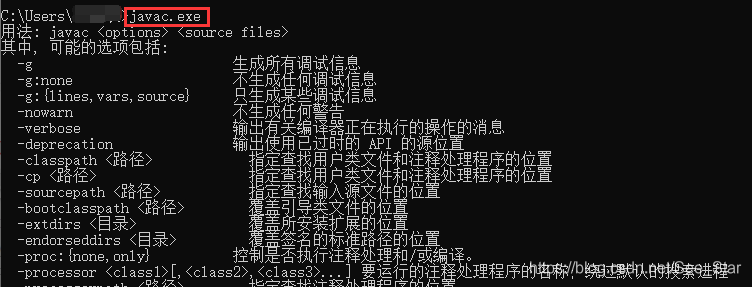 C:\Users\ >javac.exe
用法: javac <options> <source files>
其中, 可能的选项包括:
-g 生成所有调试信息
-g:none 不生成任何调试信息
-g:{lines,vars,source} 只生成某些调试信息
-nowarn 不生成任何警告
-verbose 输出有关编译器正在执行的操作的消息
-deprecation 输出使用已过时的 API 的源位置
-classpath <路径> 指定查找用户类文件和注释处理程序的位置
-cp <路径> 指定查找用户类文件和注释处理程序的位置
-sourcepath <路径> 指定查找输入源文件的位置
-bootclasspath <路径> 覆盖引导类文件的位置
-extdirs <目录> 覆盖所安装扩展的位置
-endorseddirs <目录> 覆盖签名的标准路径的位置
-proc:{none,only} 控制是否执行注释处理和/或编译。
-processor <class1>[,<class2>,<class3>...] 要运行的注释处理程序的名称; 绕过默认的搜索进程
https://blog.csdn.net/See_Star